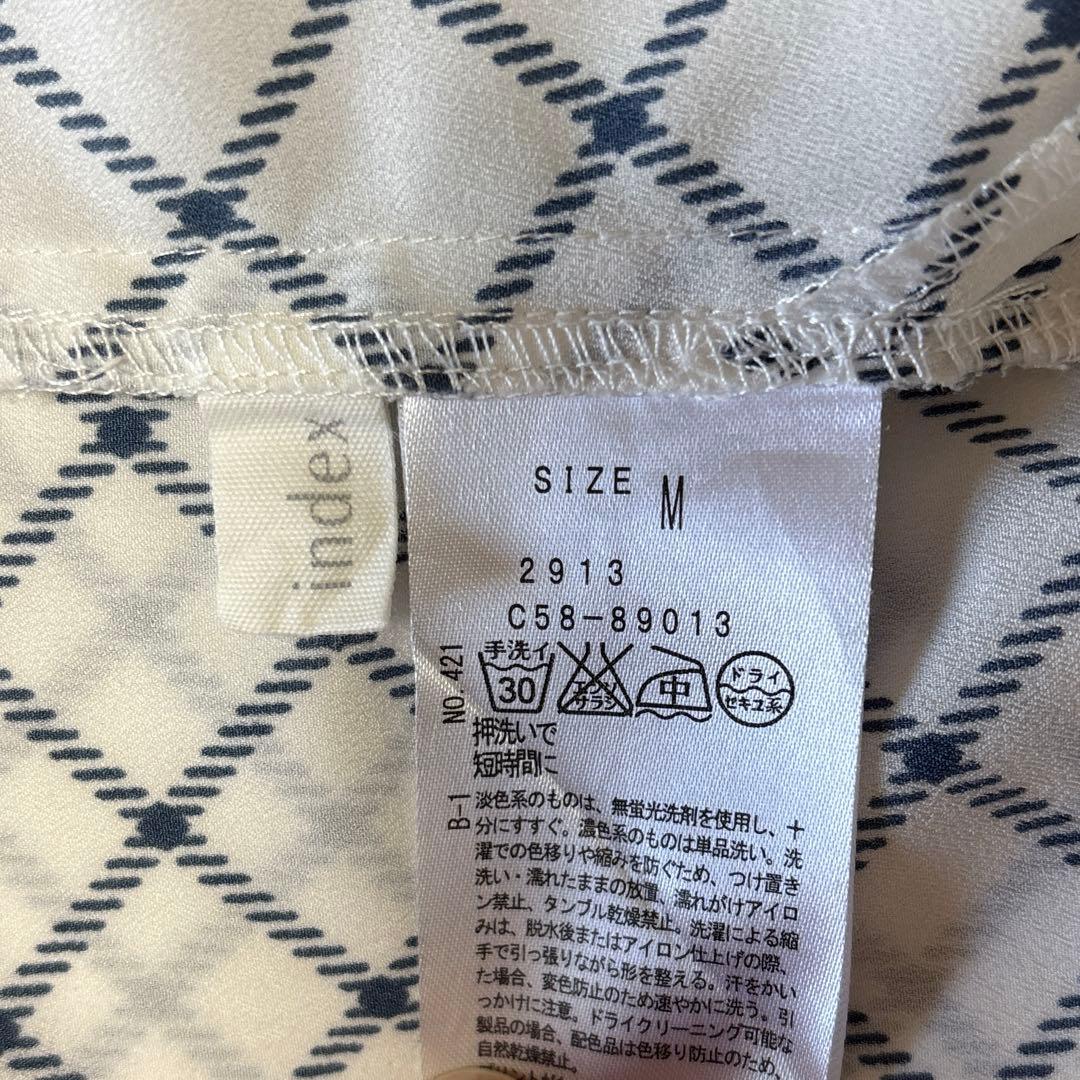 index
SIZE M
2913
C58-89013
NO.421
手洗イ
30
エンソ
サラシ
中
ドライ
セキユ系
押洗いで
短時間に
B-1
淡色系のものは、無蛍光洗剤を使用し、十
分にすすぐ。濃色系のものは単品洗い。洗
濯での色移りや縮みを防ぐため、つけ置き
洗い・濡れたままの放置、濡れがけアイロ
ン禁止、タンブル乾燥禁止。洗濯による縮
みは、脱水後またはアイロン仕上げの際、
手で引っ張りながら形を整える。汗をかい
た場合、変色防止のため速やかに洗う。引
っかけに注意。ドライクリーニング可能な
製品の場合、配色品は色移り防止のため、
自然乾燥禁止。